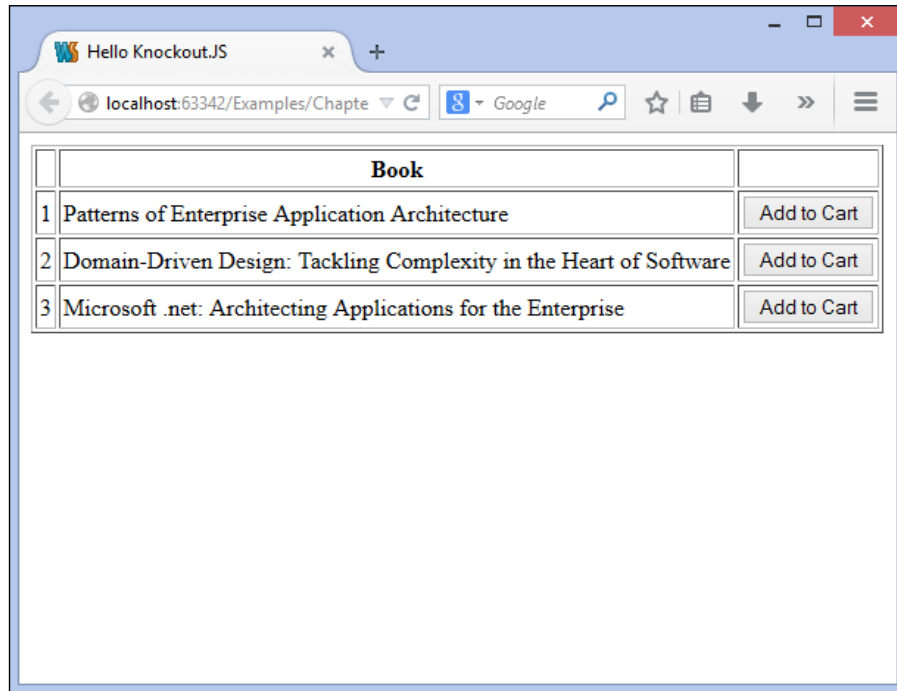 Hello Knockout.JS
localhost:63342/Examples/Chapte
8 Google
Book
1 Patterns of Enterprise Application Architecture Add to Cart
2 Domain-Driven Design: Tackling Complexity in the Heart of Software Add to Cart
3 Microsoft .net: Architecting Applications for the Enterprise Add to Cart